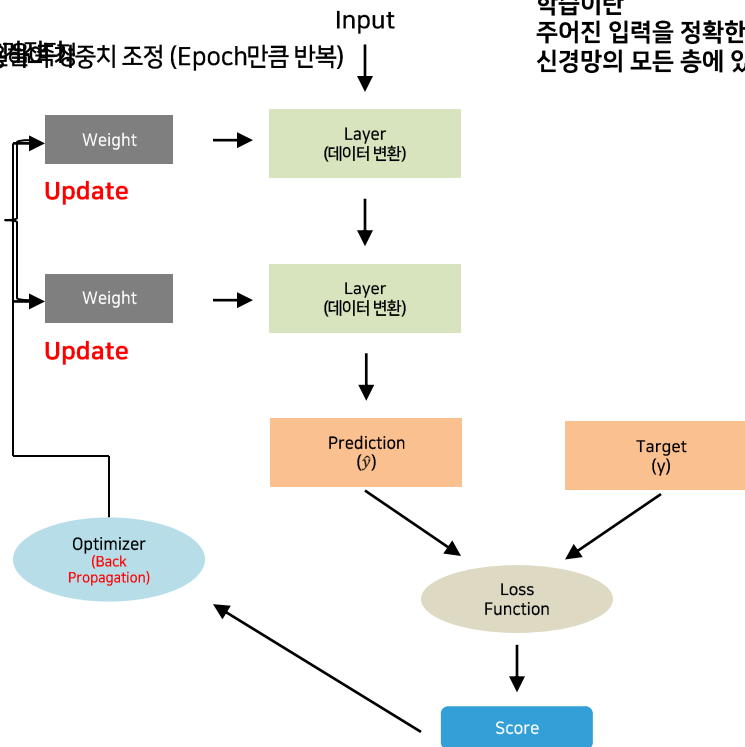 Input
학습이란
주어진 입력을 정확한
신경망의 모든 층에
조정 (Epoch만큼 반복)
Weight
Layer
(데이터 변환)
Update
Weight
Layer
(데이터 변환)
Update
Prediction
(ŷ)
Target
(y)
Optimizer
(Back
Propagation)
Loss
Function
Score